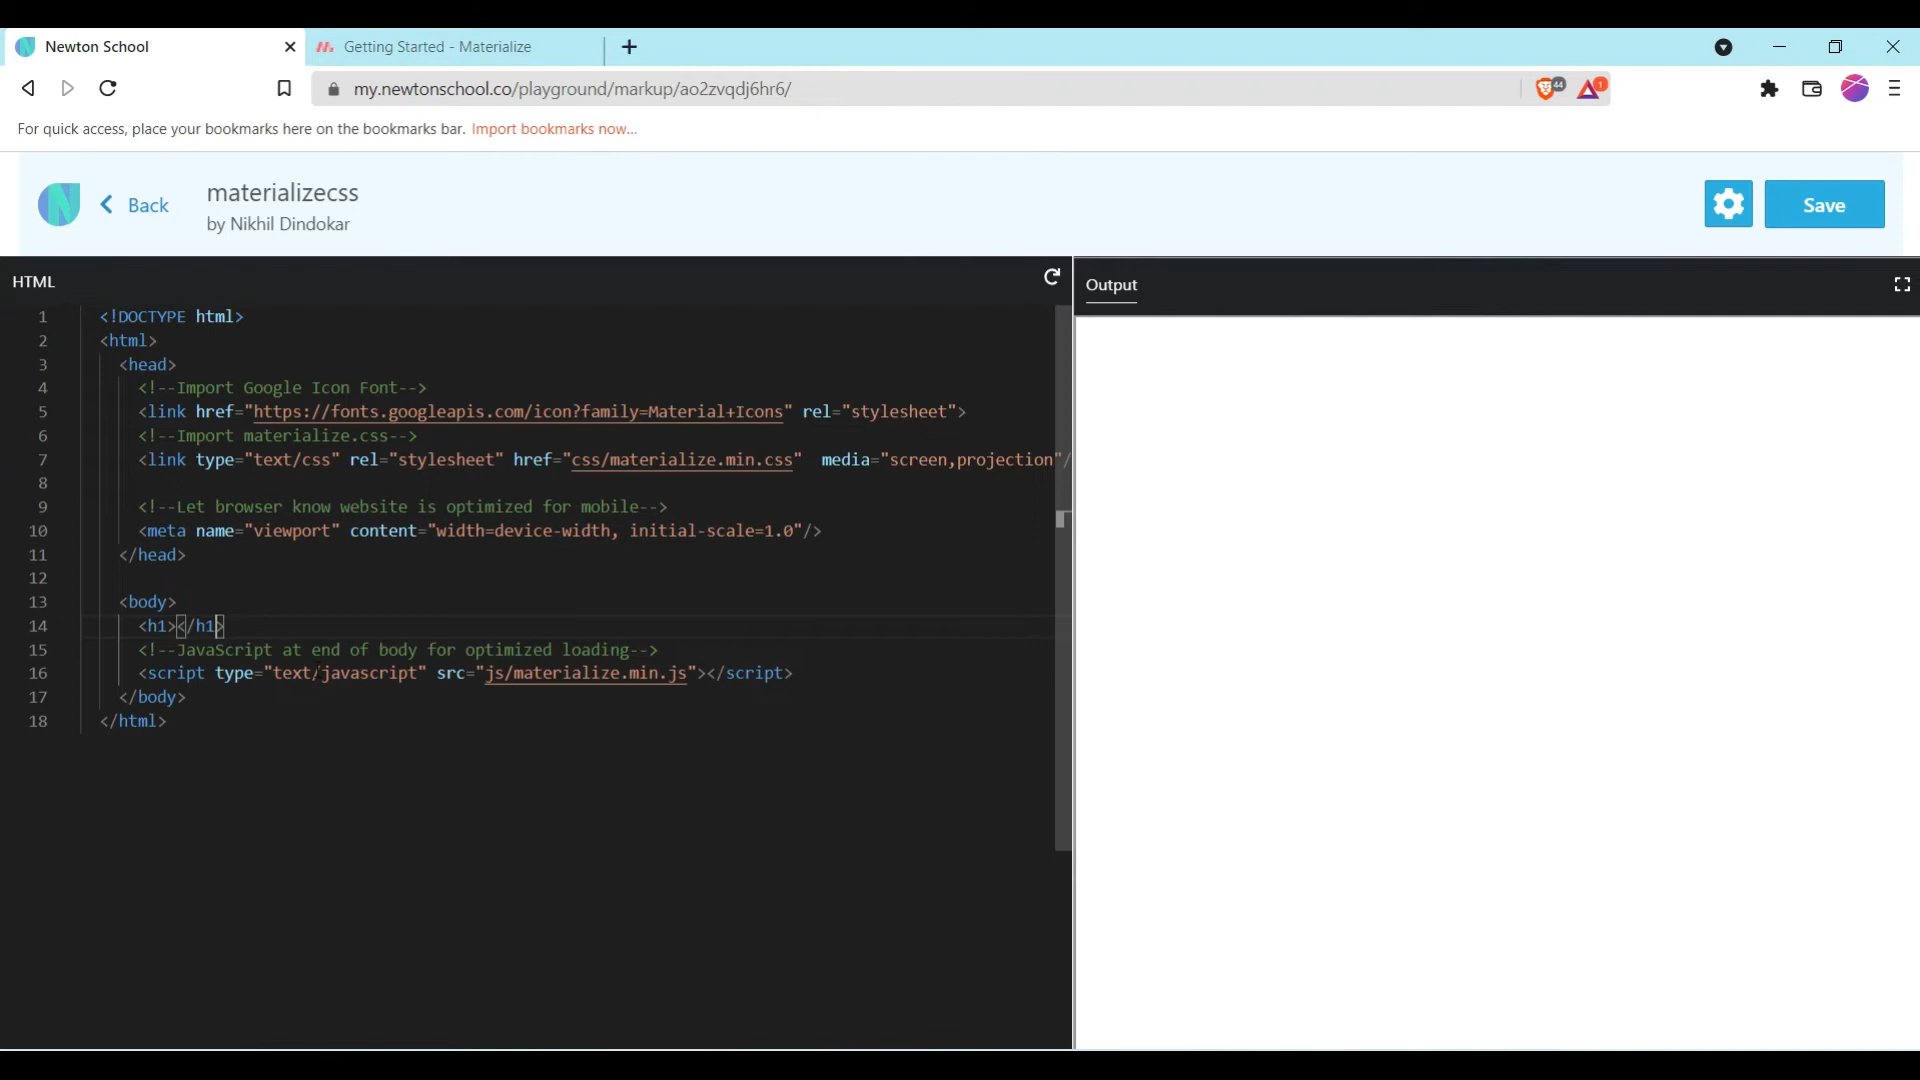 Newton School
Getting Started - Materialize
my.newtonschool.co/playground/markup/ao2zvqdj6hr6/
44
1
For quick access, place your bookmarks here on the bookmarks bar. Import bookmarks now...
Back
materializecss
by Nikhil Dindokar
Save
HTML
Output
1 <!DOCTYPE html>
2 <html>
3 <head>
4 <!--Import Google Icon Font-->
5 <link href="https://fonts.googleapis.com/icon?family=Material+Icons" rel="stylesheet">
6 <!--Import materialize.css-->
7 <link type="text/css" rel="stylesheet" href="css/materialize.min.css"  media="screen,projection"/
8
9 <!--Let browser know website is optimized for mobile-->
10 <meta name="viewport" content="width=device-width, initial-scale=1.0"/>
11 </head>
12
13 <body>
14 <h1></h1>
15 <!--JavaScript at end of body for optimized loading-->
16 <script type="text/javascript" src="js/materialize.min.js"></script>
17 </body>
18 </html>